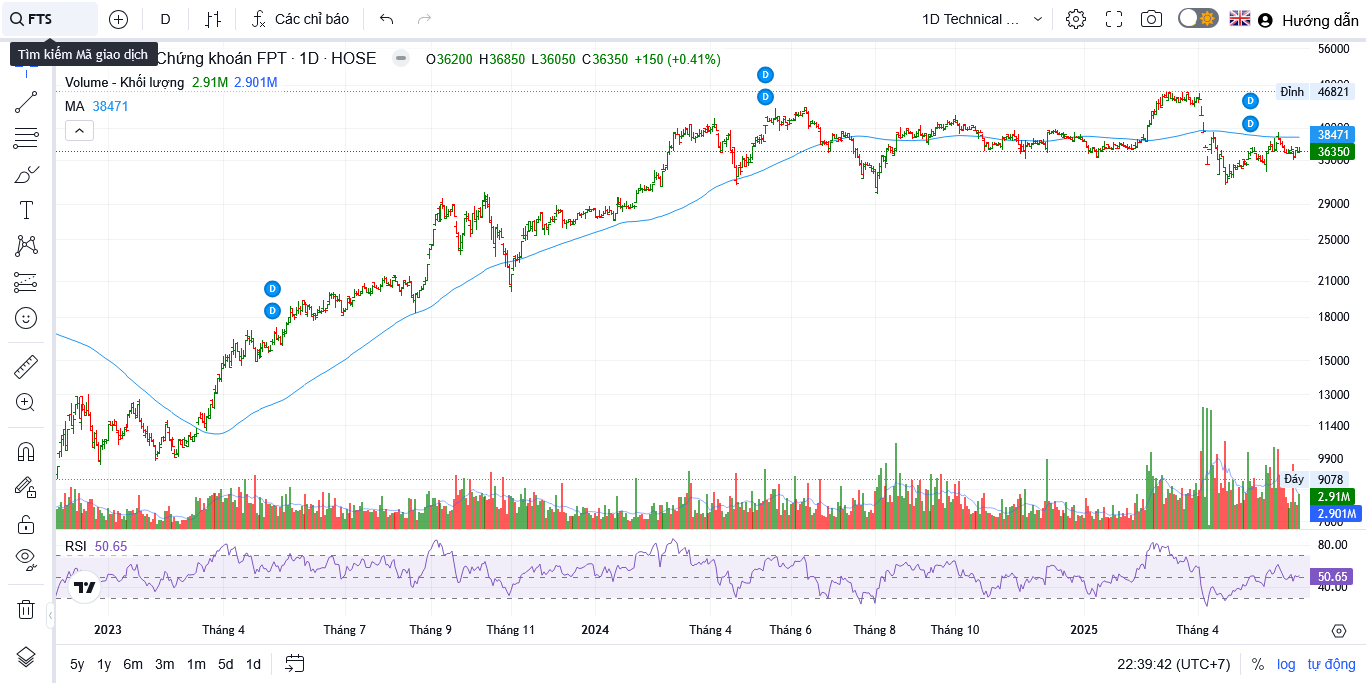 FTS
D
Các chỉ báo
1D Technical ...
Hướng dẫn
Tìm kiếm Mã giao dịch
Chứng khoán FPT · 1D · HOSE
O36200 H36850 L36050 C36350 +150 (+0.41%)
Volume - Khối lượng 2.91M 2.901M
MA 38471
D
D
D
D
D
D
56000
Đỉnh 46821
38471
36350
29000
25000
21000
18000
15000
13000
11400
9900
Đáy 9078
2.91M
2.901M
RSI 50.65
80.00
50.65
40.00
2023
Tháng 4
Tháng 7
Tháng 9
Tháng 11
2024
Tháng 4
Tháng 6
Tháng 8
Tháng 10
2025
Tháng 4
5y 1y 6m 3m 1m 5d 1d
22:39:42 (UTC+7)
%
log
tự động